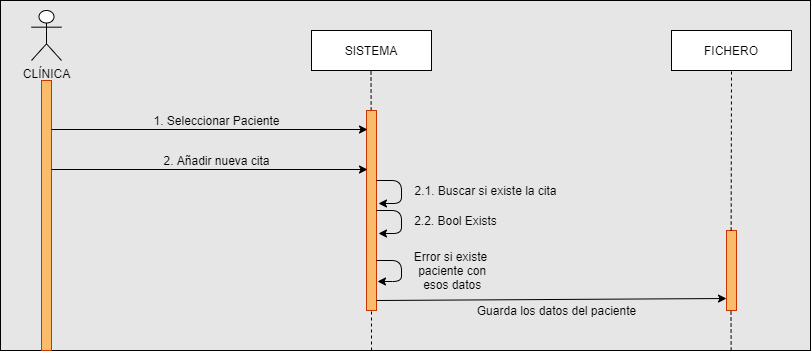 CLÍNICA
SISTEMA
FICHERO
1. Seleccionar Paciente
2. Añadir nueva cita
2.1. Buscar si existe la cita
2.2. Bool Exists
Error si existe
paciente con
esos datos
Guarda los datos del paciente